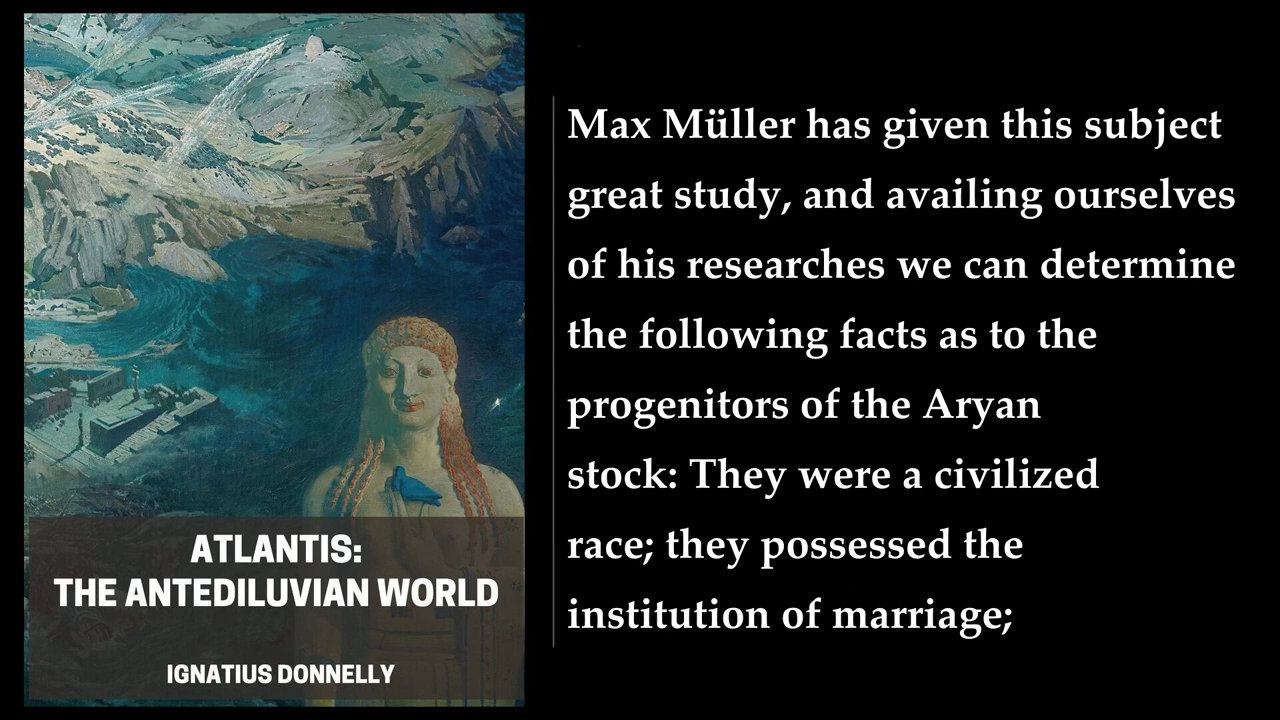 ATLANTIS:
THE ANTEDILUVIAN WORLD
IGNATIUS DONNELLY
Max Müller has given this subject
great study, and availing ourselves
of his researches we can determine
the following facts as to the
progenitors of the Aryan
stock: They were a civilized
race; they possessed the
institution of marriage;